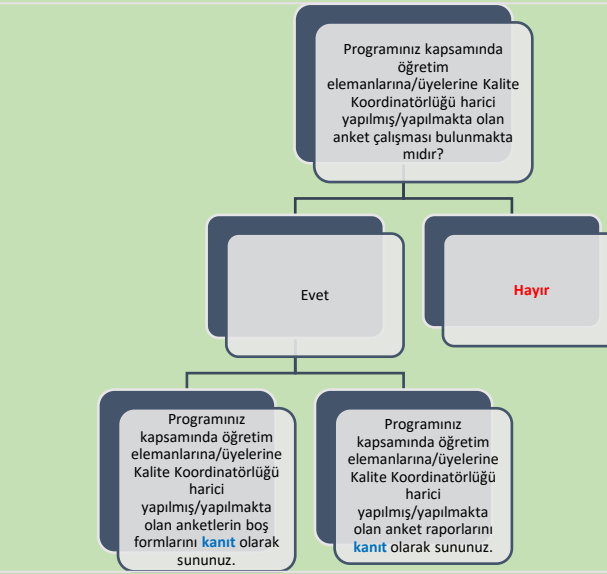 Programınız kapsamında
öğretim
elemanlarına/üyelerine Kalite
Koordinatörlüğü harici
yapılmış/yapılmakta olan
anket çalışması bulunmakta
mıdır?
Evet
Hayır
Programınız
kapsamında öğretim
elemanlarına/üyelerine
Kalite Koordinatörlüğü
harici
yapılmış/yapılmakta
olan anketlerin boş
formlarını kanıt olarak
sununuz.
Programınız
kapsamında öğretim
elemanlarına/üyelerine
Kalite Koordinatörlüğü
harici
yapılmış/yapılmakta
olan anket raporlarını
kanıt olarak sununuz.